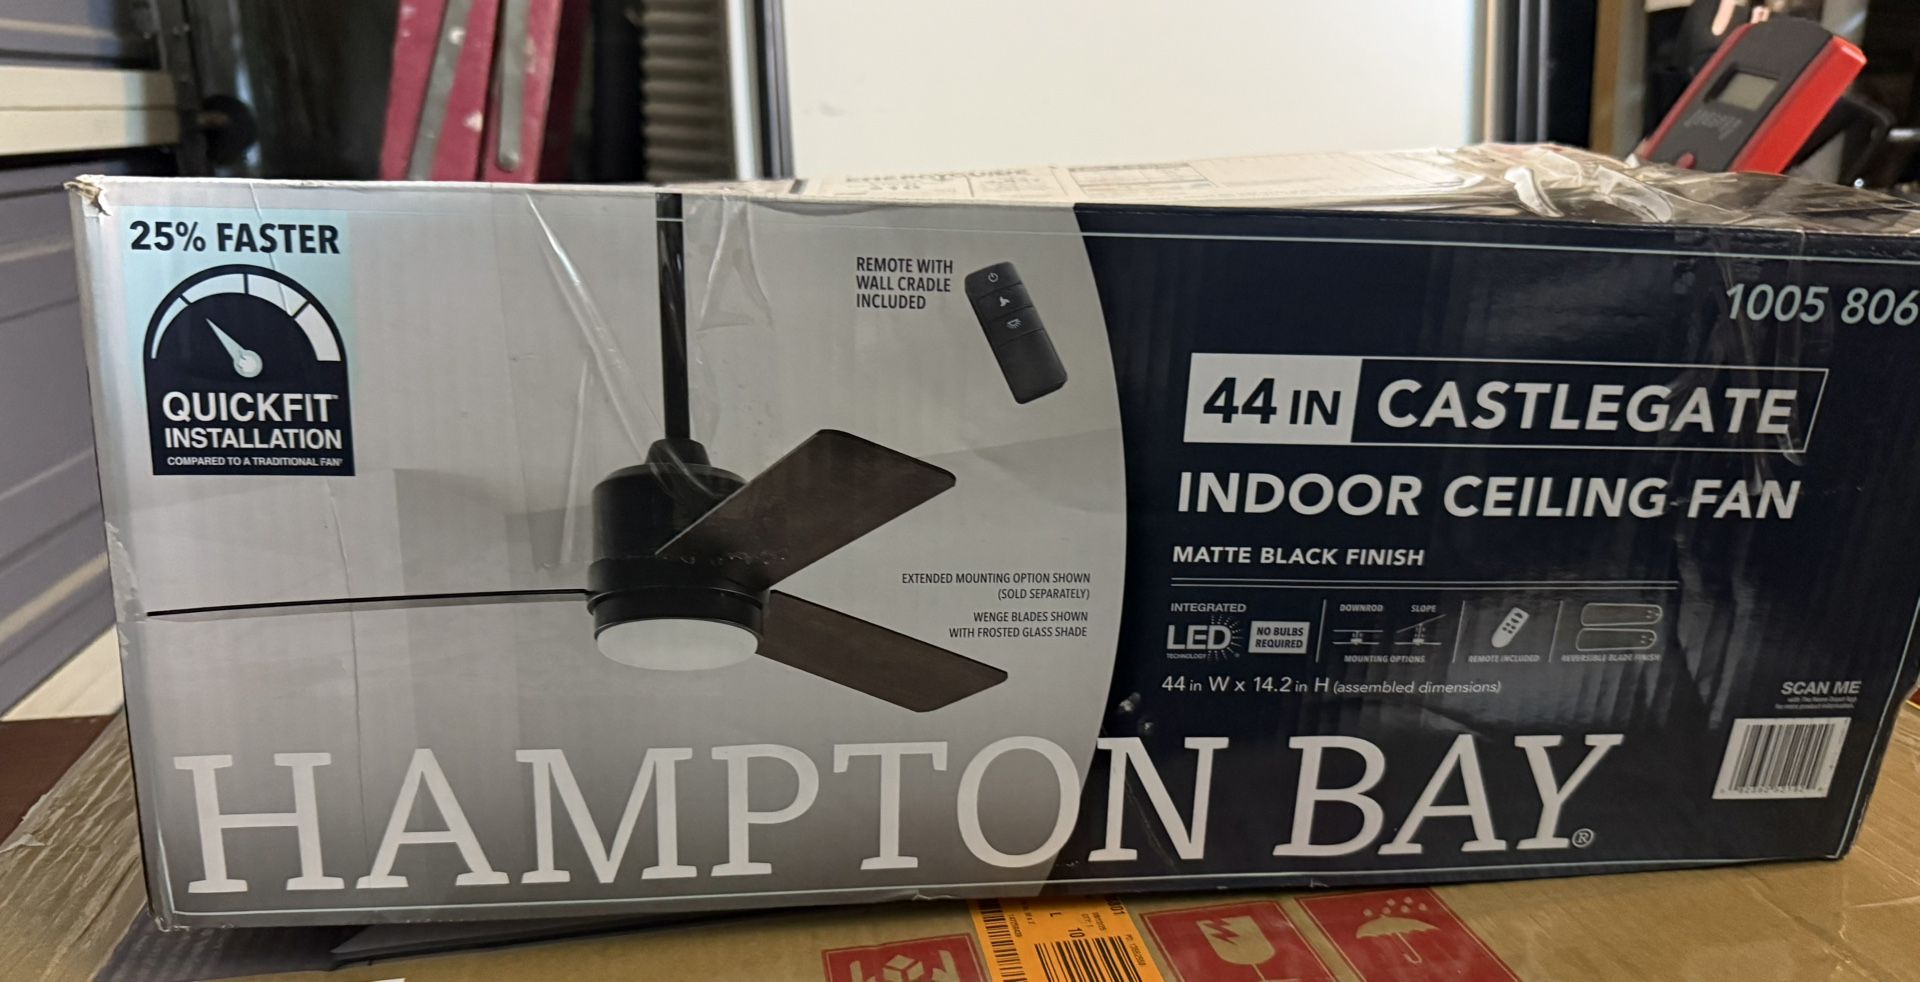 25% FASTER
QUICKFIT™
INSTALLATION
COMPARED TO A TRADITIONAL FAN
REMOTE WITH
WALL CRADLE
INCLUDED
EXTENDED MOUNTING OPTION SHOWN
(SOLD SEPARATELY)
WENGE BLADES SHOWN
WITH FROSTED GLASS SHADE
1005 806
44 IN CASTLEGATE
INDOOR CEILING FAN
MATTE BLACK FINISH
INTEGRATED
LED
TECHNOLOGY
NO BULBS
REQUIRED
DOWNROD SLOPE
MOUNTING OPTIONS
REMOTE INCLUDED
REVERSIBLE BLADE FINISH
44 in W x 14.2 in H (assembled dimensions)
SCAN ME
HAMPTON BAY®
L
10